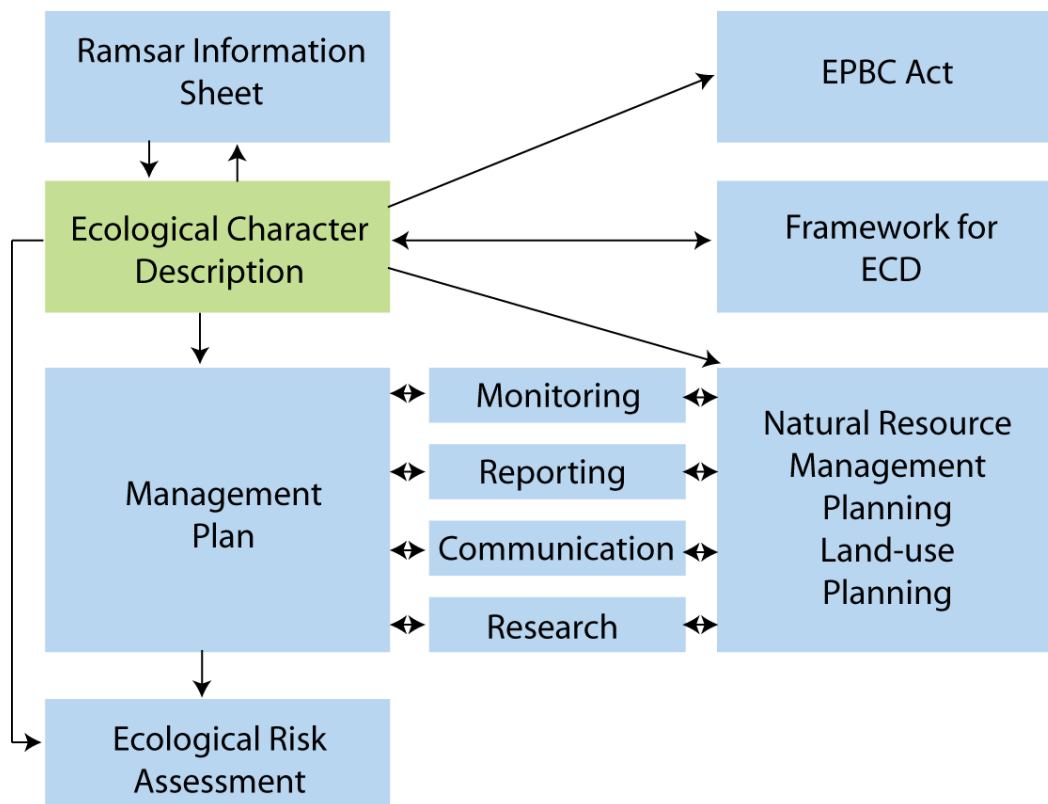 Ramsar Information
Sheet
EPBC Act
Ecological Character
Description
Framework for
ECD
Management
Plan
Monitoring
Reporting
Communication
Research
Natural Resource
Management
Planning
Land-use
Planning
Ecological Risk
Assessment